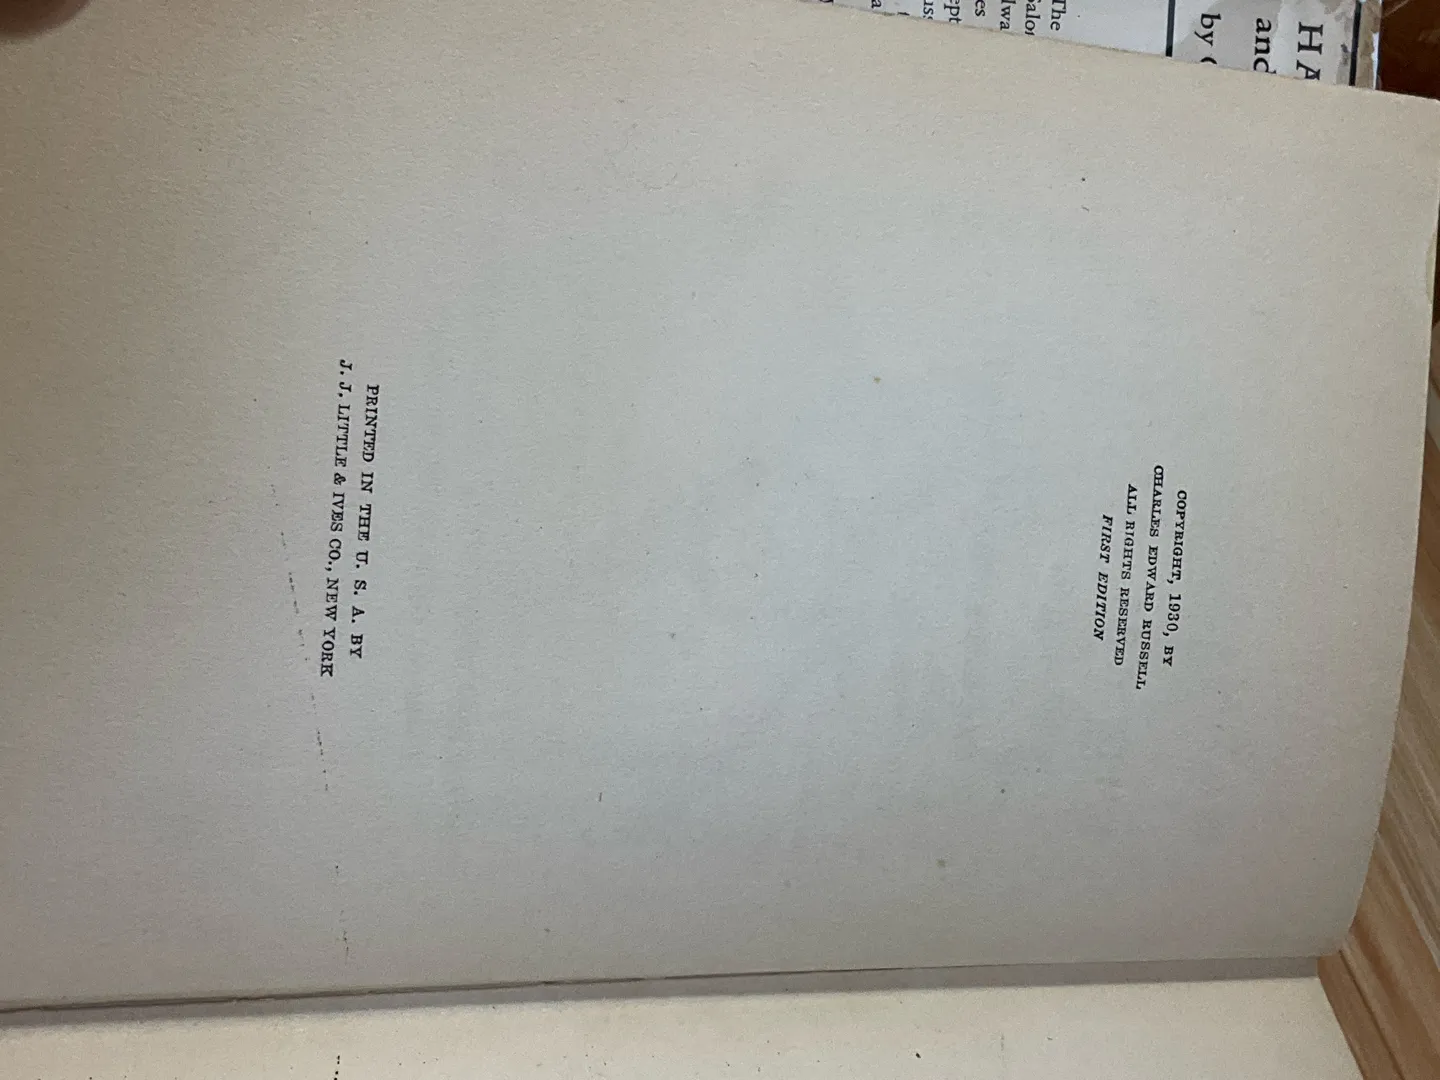 COPYRIGHT, 1930, BY
CHARLES EDWARD RUSSELL
ALL RIGHTS RESERVED
FIRST EDITION
PRINTED IN THE U. S. A. BY
J. J. LITTLE & IVES CO., NEW YORK
HA
and
by
The